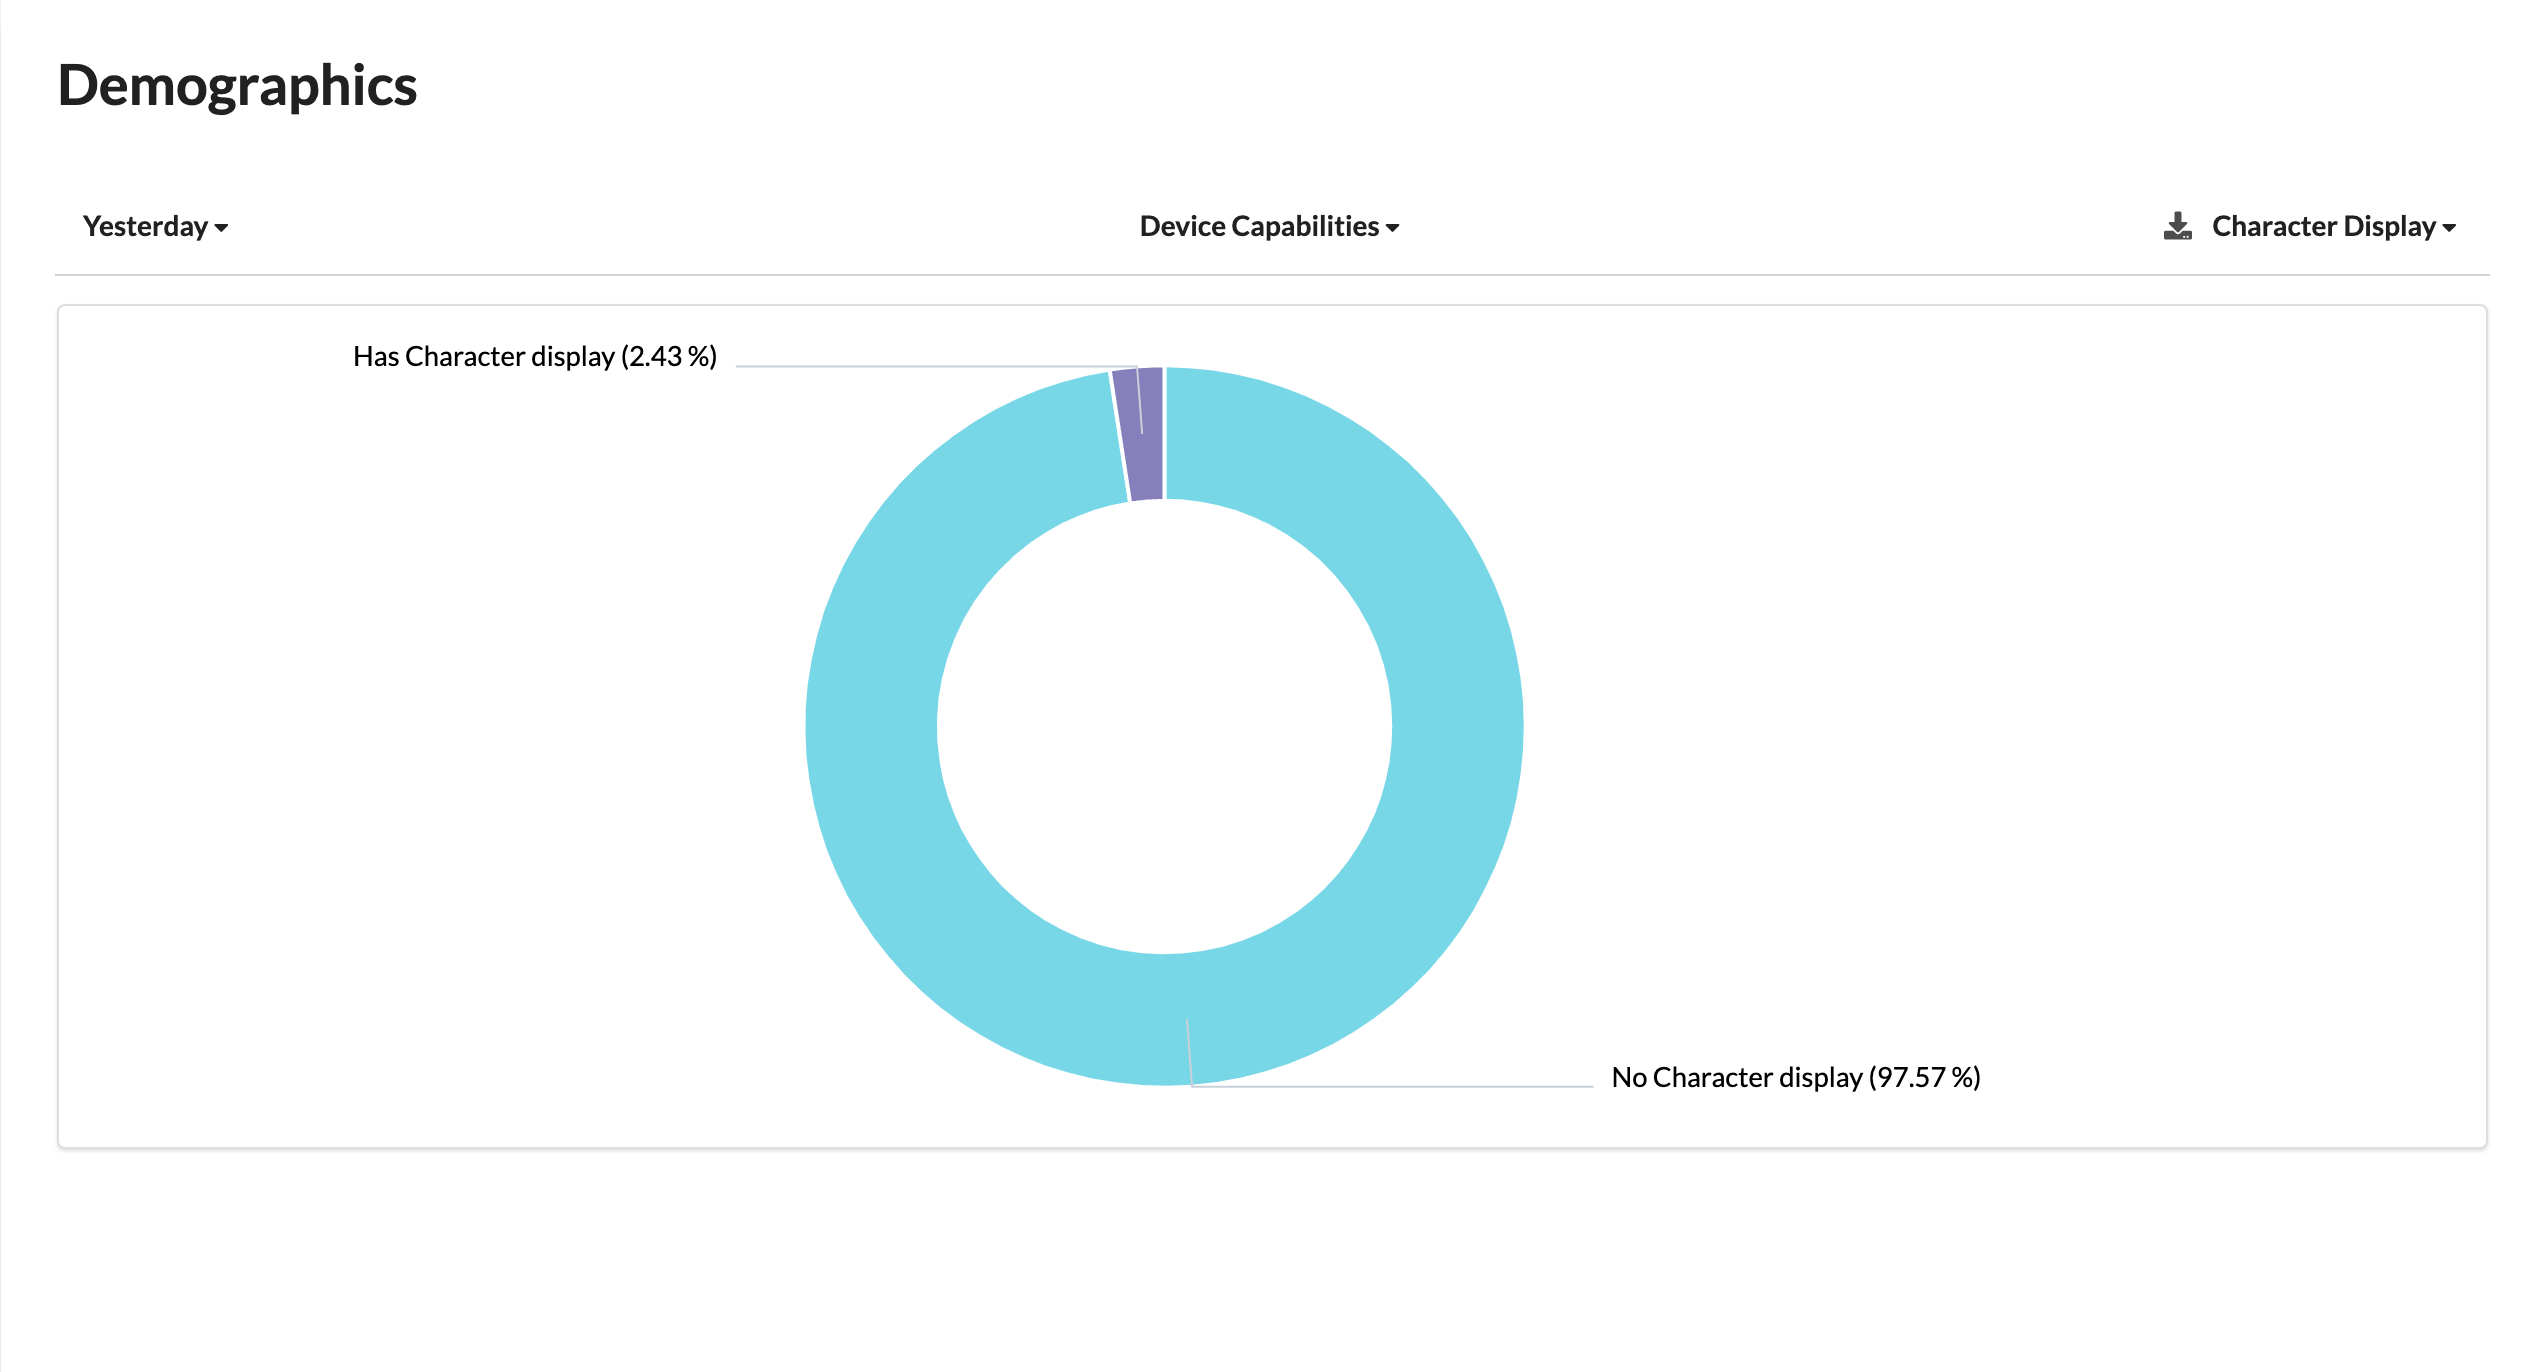 Demographics
Yesterday
Device Capabilities
Character Display
Has Character display (2.43 %)
No Character display (97.57 %)